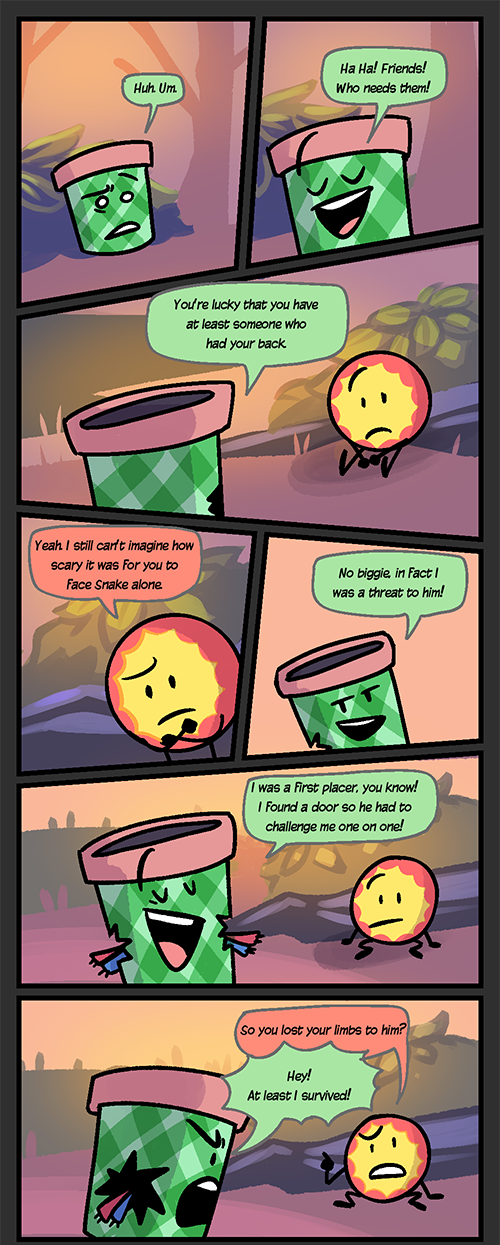 Huh. Um.
Ha Ha! Friends!
Who needs them!
You're lucky that you have
at least someone who
had your back.
Yeah. I still can't imagine how
scary it was for you to
face Snake alone.
No biggie, in fact I
was a threat to him!
I was a first placer, you know!
I found a door so he had to
challenge me one on one!
So you lost your limbs to him?
Hey!
At least I survived!